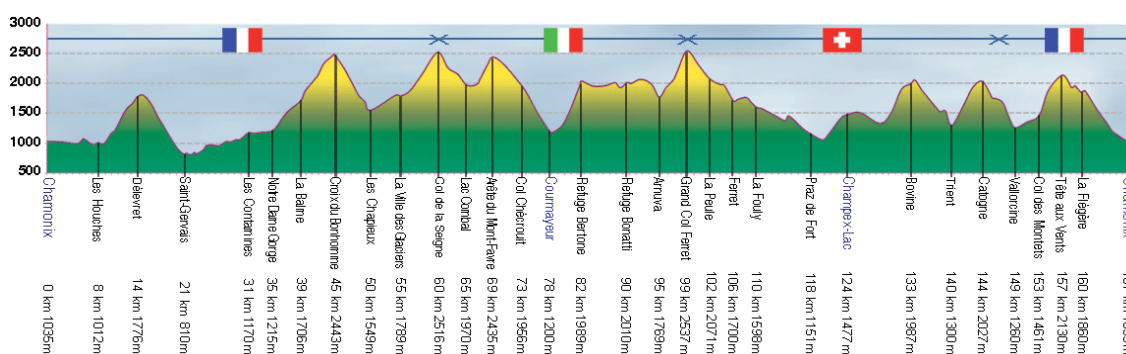 3000
2500
2000
1500
1000
500
Chamonix
Les Houches
Délevret
Saint-Gervais
Les Contamines
Notre Dame Gorge
La Balme
Croix du Bonhomme
Les Chapieux
La Ville des Glaciers
Col de la Seigne
Lac Combal
Arête du Mont-Favre
Col Chécrouit
Courmayeur
Refuge Bertone
Refuge Bonatti
Arnuva
Grand Col Ferret
La Peule
Ferret
La Fouly
Praz de Fort
Champex-Lac
Bovine
Trient
Catogne
Vallorcine
Col des Montets
Tête aux Vents
La Flégère
0 km 1035m
8 km 1012m
14 km 1776m
21 km 810m
31 km 1170m
35 km 1215m
39 km 1706m
45 km 2443m
50 km 1549m
55 km 1789m
60 km 2516m
65 km 1970m
69 km 2435m
73 km 1956m
78 km 1200m
82 km 1989m
90 km 2010m
95 km 1769m
99 km 2537m
102 km 2071m
106 km 1700m
110 km 1598m
118 km 1151m
124 km 1477m
133 km 1987m
140 km 1300m
144 km 2027m
149 km 1260m
153 km 1461m
157 km 2130m
160 km 1860m